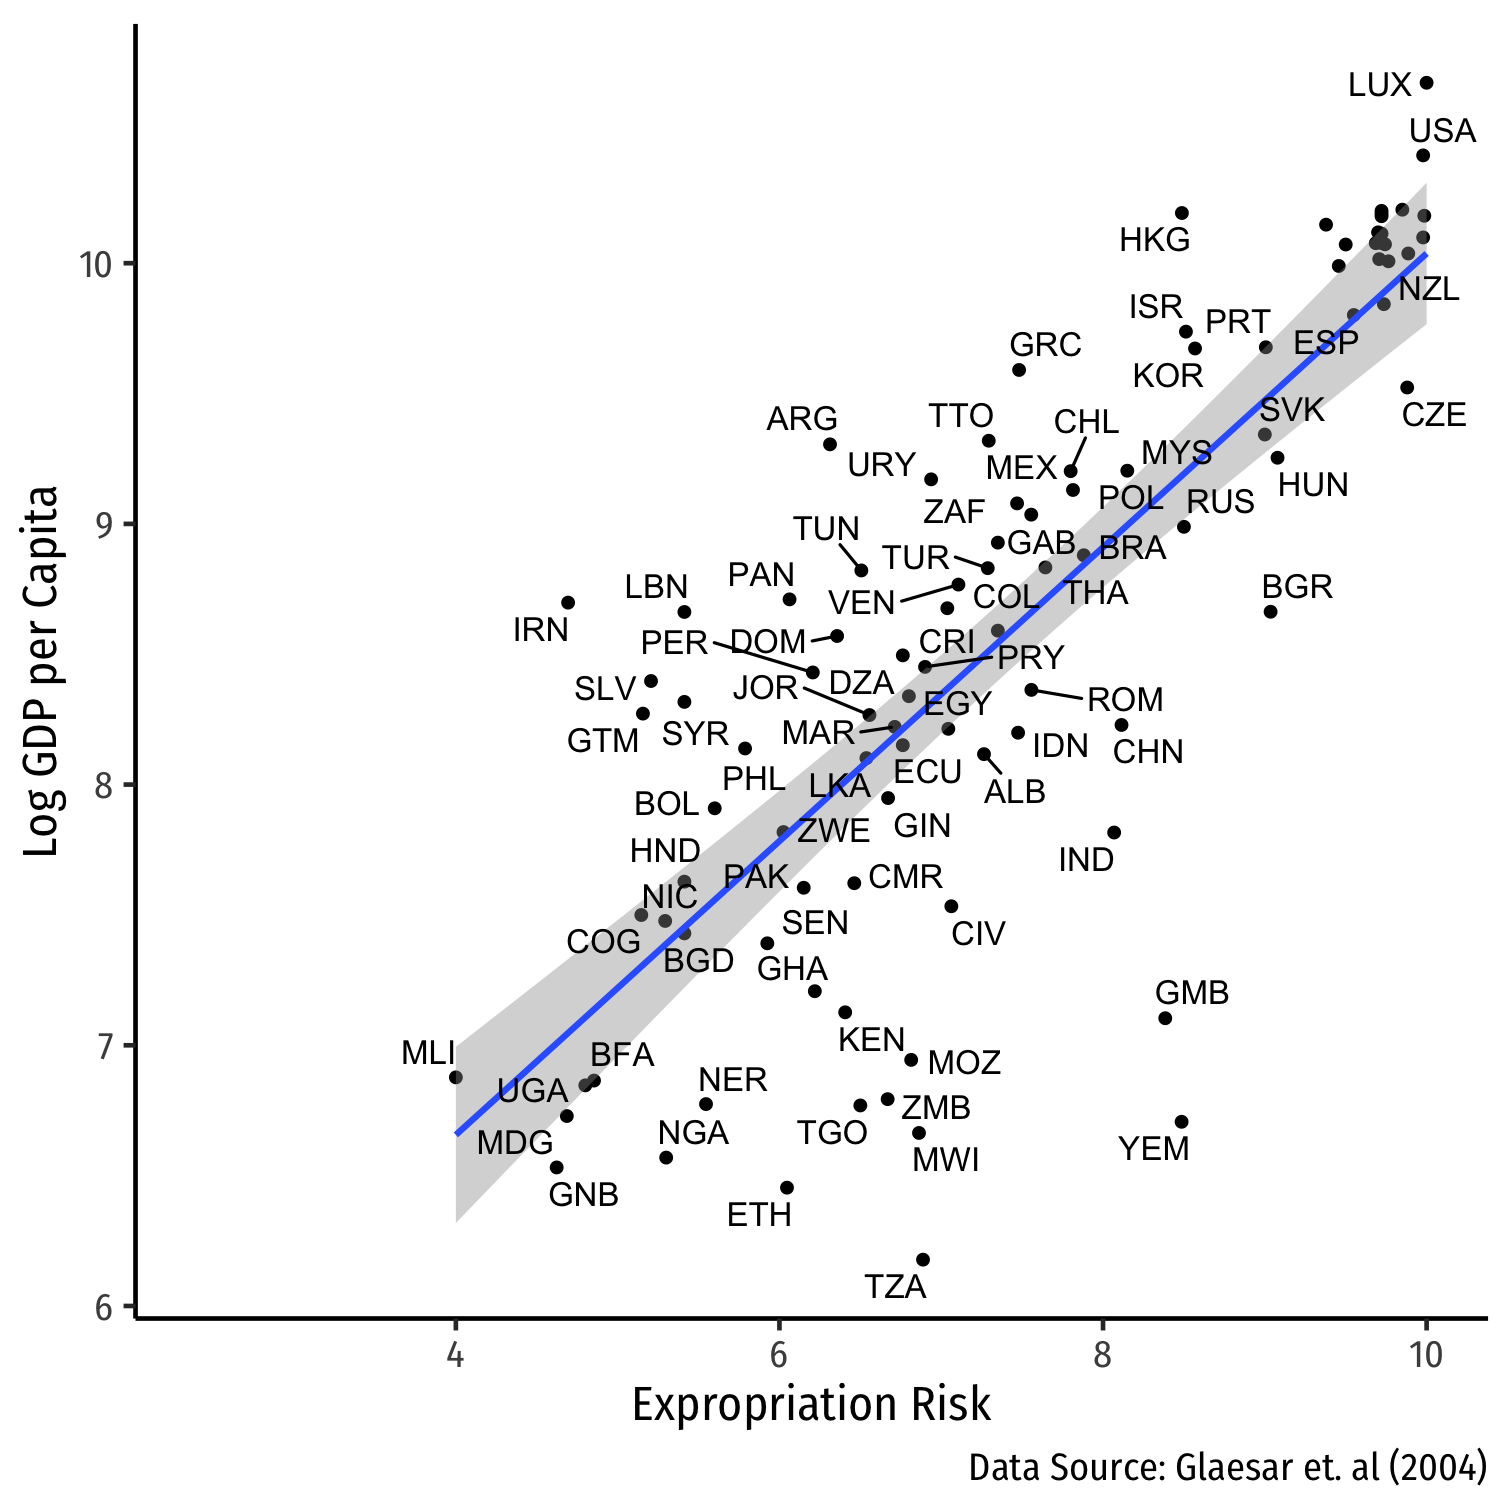 LUX
USA
HKG
10
NZL
ISR
PRT
GRC
ESP
KOR
SVK
CZE
ARG
TTO
CHL
MYS
URY
MEX
HUN
POL
RUS
9
ZAF
TUN
GAB
BRA
TUR
PAN
LBN
BGR
COL
THA
VEN
IRN
PER
DOM
CRI
PRY
DZA
JOR
SLV
ROM
EGY
MAR
SYR
GTM
IDN
CHN
8
PHL
LKA
ECU
ALB
BOL
GIN
ZWE
HND
IND
PAK
CMR
NIC
SEN
CIV
COG
BGD
GHA
GMB
7
MLI
BFA
KEN
MOZ
UGA
NER
ZMB
TGO
NGA
MDG
YEM
MWI
GNB
ETH
TZA
6
Log GDP per Capita
4 6 8 10
Expropriation Risk
Data Source: Glaesar et. al (2004)